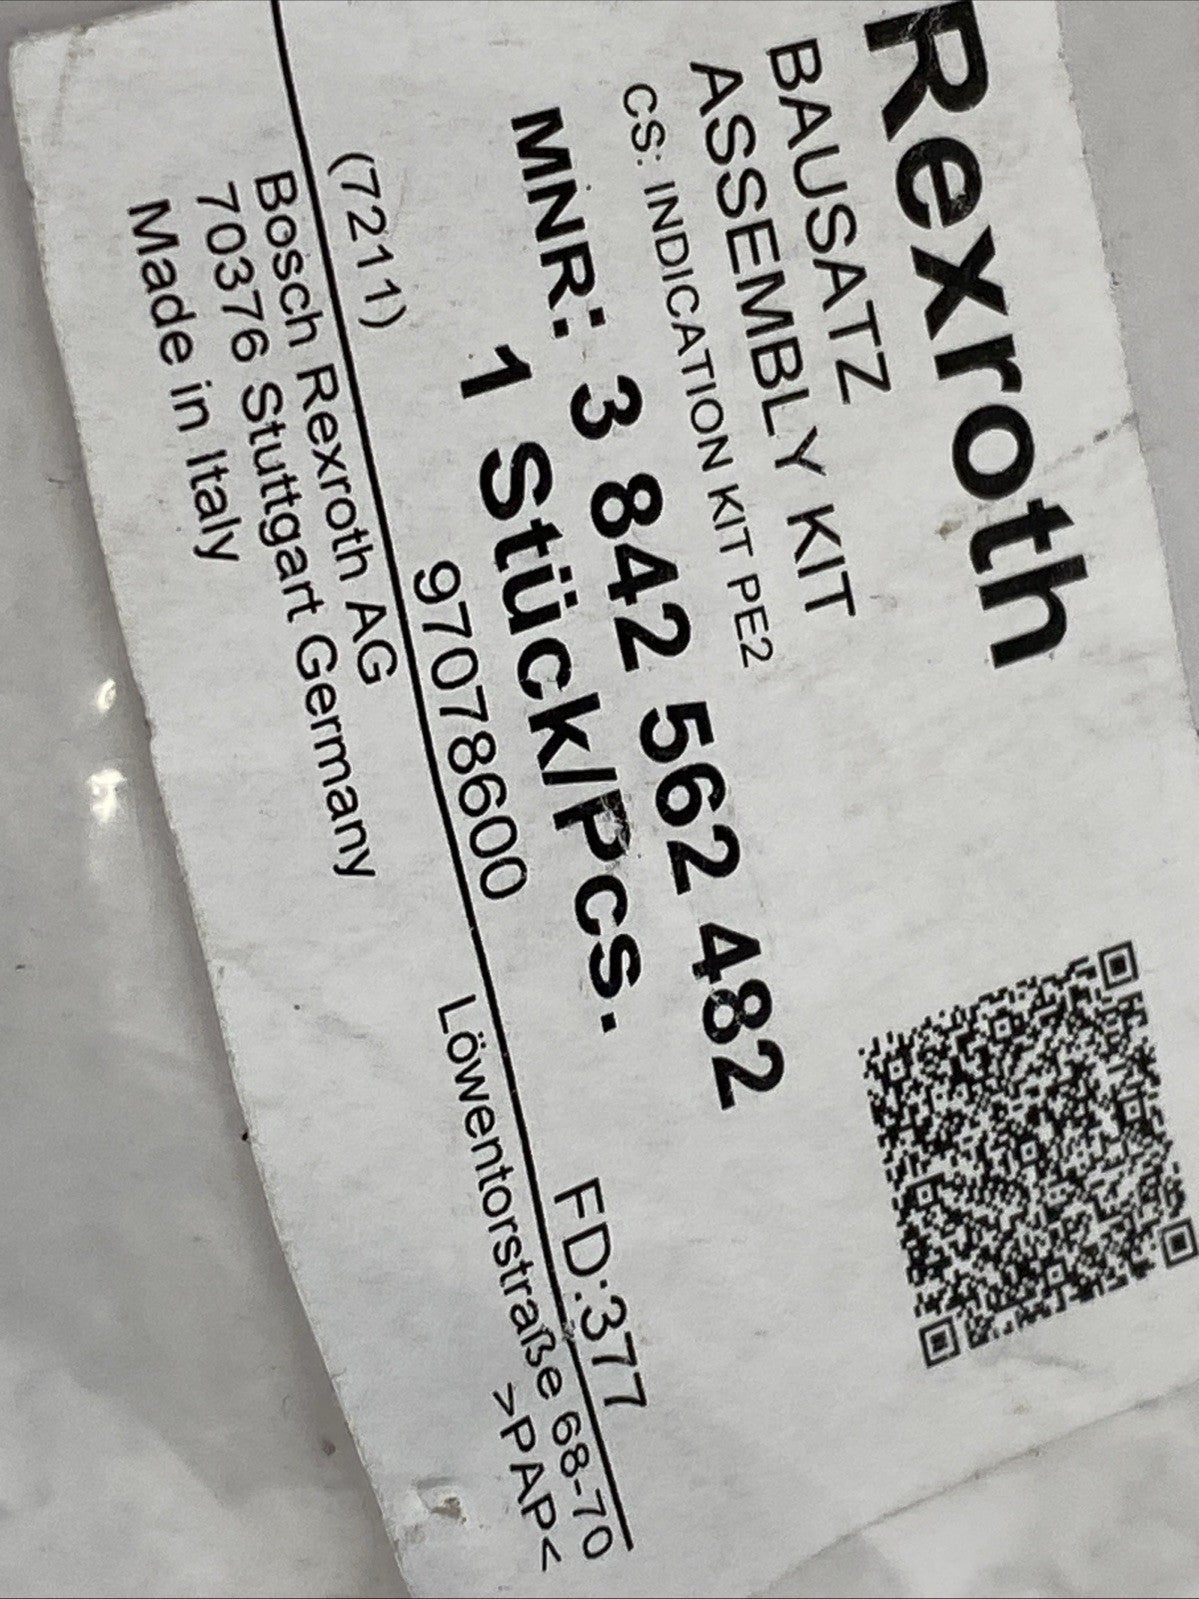 Rexroth
BAUSATZ
ASSEMBLY KIT
CS: INDICATION KIT PE2
MNR: 3 842 562 482
1 Stück/Pcs.
FD:377
(7211)
97078600
Bosch Rexroth AG
Löwentorstraße 68-70
70376 Stuttgart Germany
>PAP<
Made in Italy